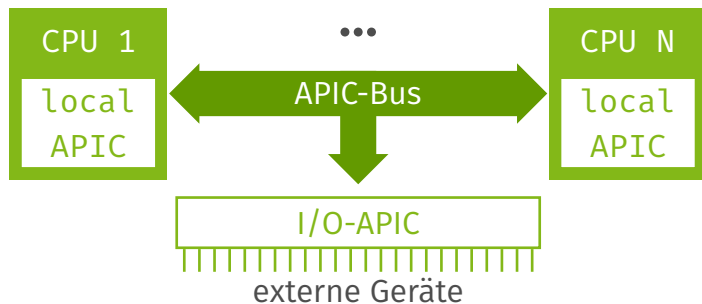 CPU 1
...
CPU N
local
APIC
APIC-Bus
local
APIC
I/O-APIC
externe Geräte